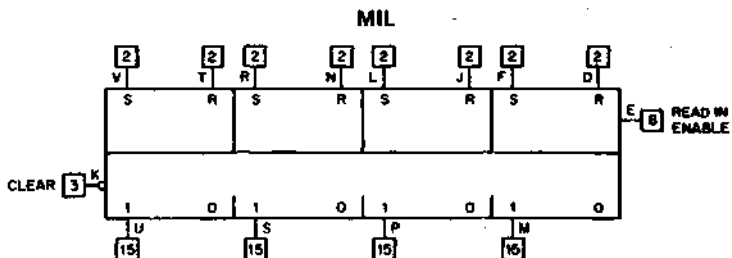 MIL
2 2 2 2 2 2 2 2
V T R N L J F D
S R S R S R S R
E 8 READ IN
ENABLE
CLEAR 3 K
1 0 1 0 1 0 1 0
U S P M
15 15 15 15